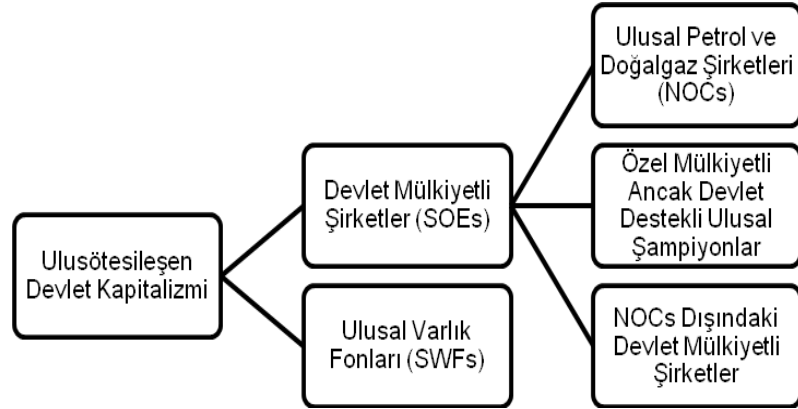 Ulusötesileşen
Devlet Kapitalizmi
Devlet Mülkiyetli
Şirketler (SOEs)
Ulusal Varlık
Fonları (SWFs)
Ulusal Petrol ve
Doğalgaz Şirketleri
(NOCs)
Özel Mülkiyetli
Ancak Devlet
Destekli Ulusal
Şampiyonlar
NOCs Dışındaki
Devlet Mülkiyetli
Şirketler